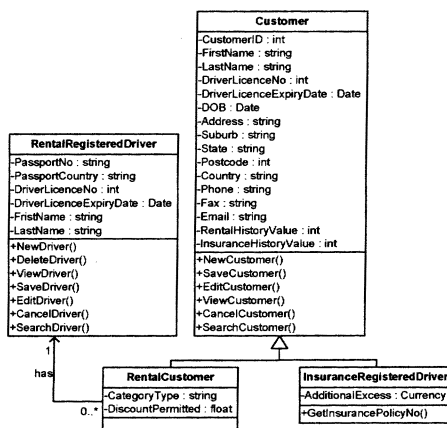 Customer
-CustomerID : int
-FirstName : string
-LastName : string
-DriverLicenceNo : int
-DriverLicenceExpiryDate : Date
-DOB : Date
-Address : string
-Suburb : string
-State : string
-Postcode : int
-Country : string
-Phone : string
-Fax : string
-Email : string
-RentalHistoryValue : int
-InsuranceHistoryValue : int
+NewCustomer()
+SaveCustomer()
+EditCustomer()
+ViewCustomer()
+CancelCustomer()
+SearchCustomer()
RentalRegisteredDriver
-PassportNo : string
-PassportCountry : string
-DriverLicenceNo : int
-DriverLicenceExpiryDate : Date
-FristName : string
-LastName : string
+NewDriver()
+DeleteDriver()
+ViewDriver()
+SaveDriver()
+EditDriver()
+CancelDriver()
+SearchDriver()
1
has
0..*
RentalCustomer
-CategoryType : string
-DiscountPermitted : float
InsuranceRegisteredDriver
-AdditionalExcess : Currency
+GetInsurancePolicyNo()